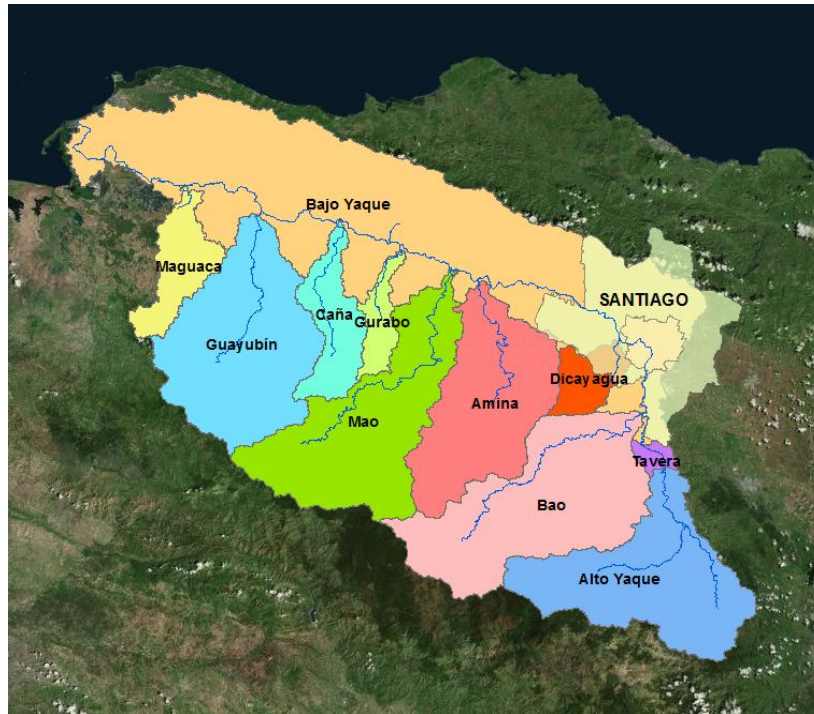 Bajo Yaque
Maguaca
SANTIAGO
Caña
Gurabo
Guayubín
Dicayagua
Amina
Mao
Tavera
Bao
Alto Yaque